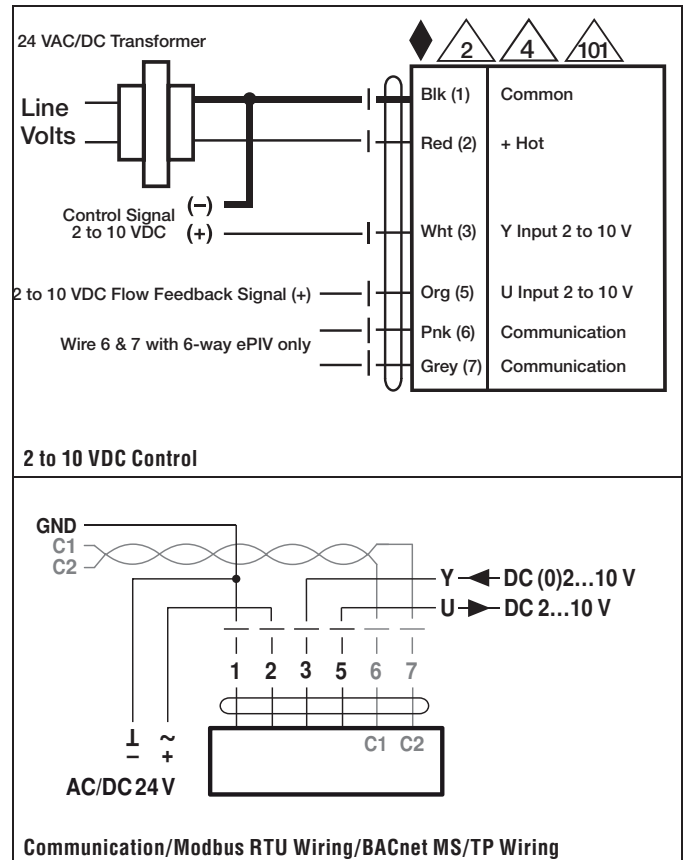 24 VAC/DC Transformer
2 4 101
Line
Volts
Blk (1) Common
Red (2) + Hot
Control Signal (–)
2 to 10 VDC (+)
Wht (3) Y Input 2 to 10 V
2 to 10 VDC Flow Feedback Signal (+) Org (5) U Input 2 to 10 V
Pnk (6) Communication
Wire 6 & 7 with 6-way ePIV only
Grey (7) Communication
2 to 10 VDC Control
GND
C1
C2
Y DC (0)2...10 V
U DC 2...10 V
1 2 3 5 6 7
C1 C2
⊥ ~
– +
AC/DC 24 V
Communication/Modbus RTU Wiring/BACnet MS/TP Wiring